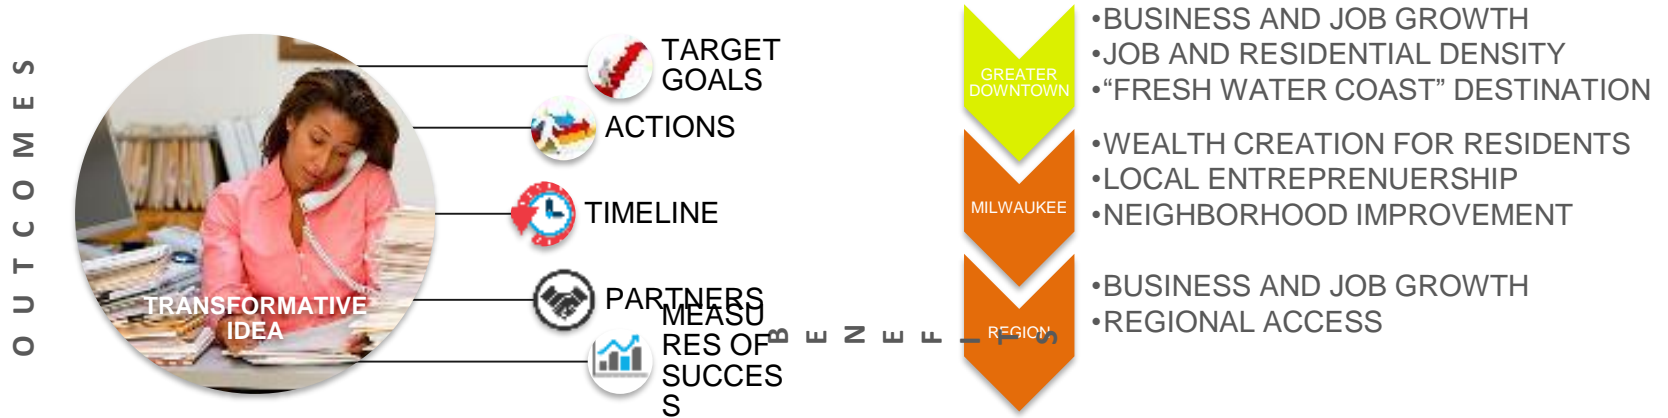 OUTCOMES
TRANSFORMATIVE
IDEA
TARGET
GOALS
ACTIONS
TIMELINE
PARTNERS
MEASU
RES OF
SUCCES
S
BENEFITS
GREATER
DOWNTOWN
•BUSINESS AND JOB GROWTH
•JOB AND RESIDENTIAL DENSITY
•“FRESH WATER COAST” DESTINATION
MILWAUKEE
•WEALTH CREATION FOR RESIDENTS
•LOCAL ENTREPRENUERSHIP
•NEIGHBORHOOD IMPROVEMENT
REGION
•BUSINESS AND JOB GROWTH
•REGIONAL ACCESS